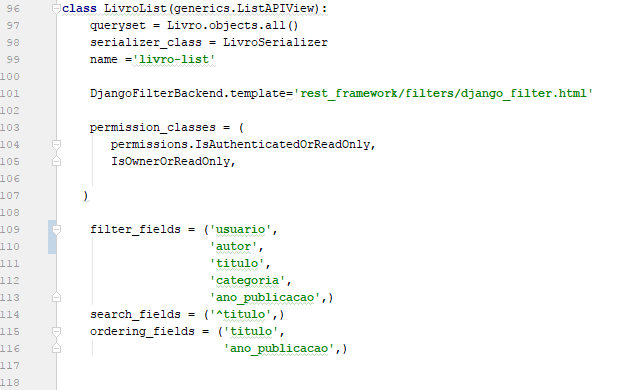 96 class LivroList(generics.ListAPIView):
97 queryset = Livro.objects.all()
98 serializer_class = LivroSerializer
99 name ='livro-list'
100
101 DjangoFilterBackend.template='rest_framework/filters/django_filter.html'
102
103 permission_classes = (
104 permissions.IsAuthenticatedOrReadOnly,
105 IsOwnerOrReadOnly,
106
107 )
108
109 filter_fields = ('usuario',
110 'autor',
111 'titulo',
112 'categoria',
113 'ano_publicacao',)
114 search_fields = ('^titulo',)
115 ordering_fields = ('titulo',
116 'ano_publicacao',)
117
118